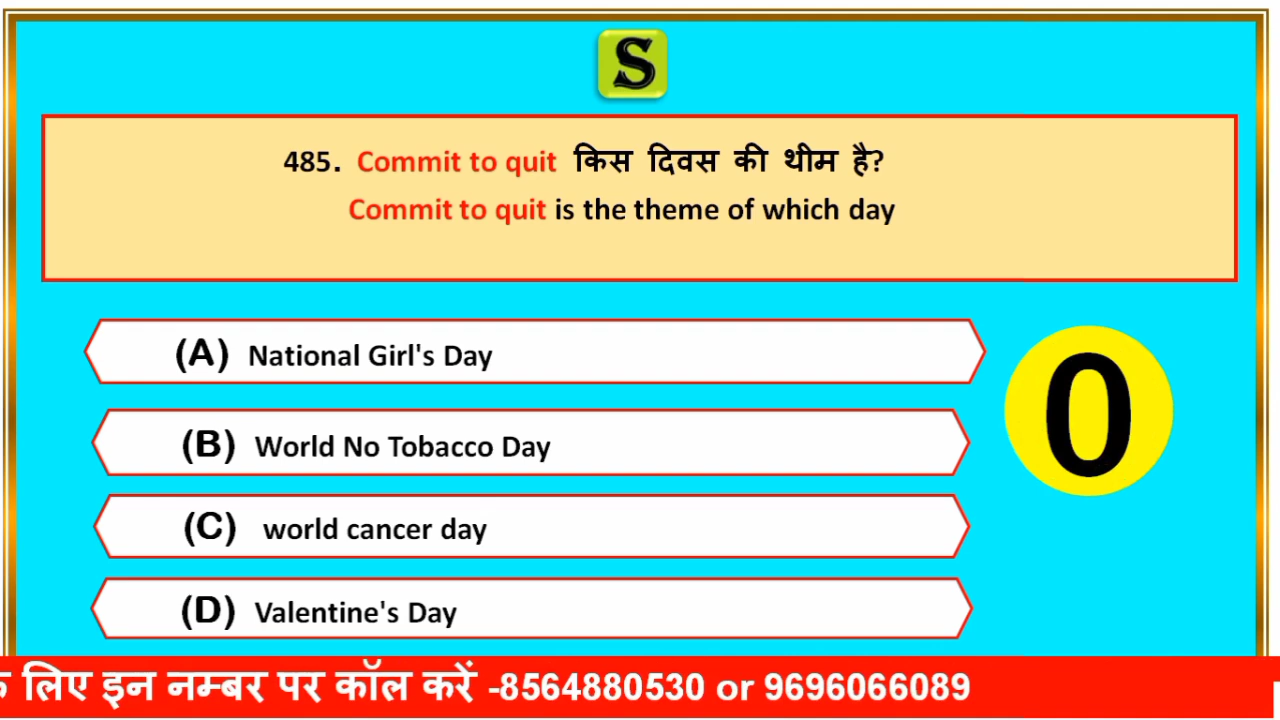 S
485. Commit to quit किस दिवस की थीम है?
Commit to quit is the theme of which day
(A) National Girl's Day
(B) World No Tobacco Day
(C) world cancer day
(D) Valentine's Day
0
लिए इन नम्बर पर कॉल करें -8564880530 or 9696066089